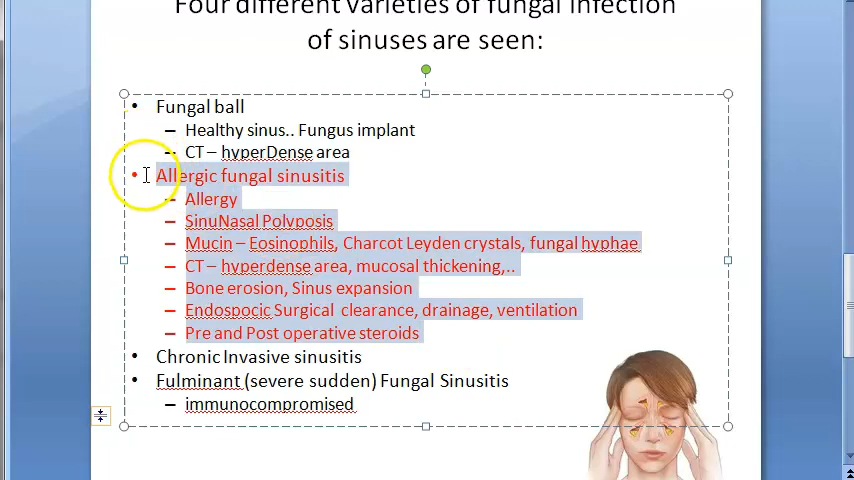 Four different varieties of fungal infection
of sinuses are seen:
• Fungal ball
– Healthy sinus.. Fungus implant
– CT – hyperDense area
• Allergic fungal sinusitis
– Allergy
– SinuNasal Polyposis
– Mucin – Eosinophils, Charcot Leyden crystals, fungal hyphae
– CT – hyperdense area, mucosal thickening,..
– Bone erosion, Sinus expansion
– Endospocic Surgical clearance, drainage, ventilation
– Pre and Post operative steroids
• Chronic Invasive sinusitis
• Fulminant (severe sudden) Fungal Sinusitis
– immunocompromised